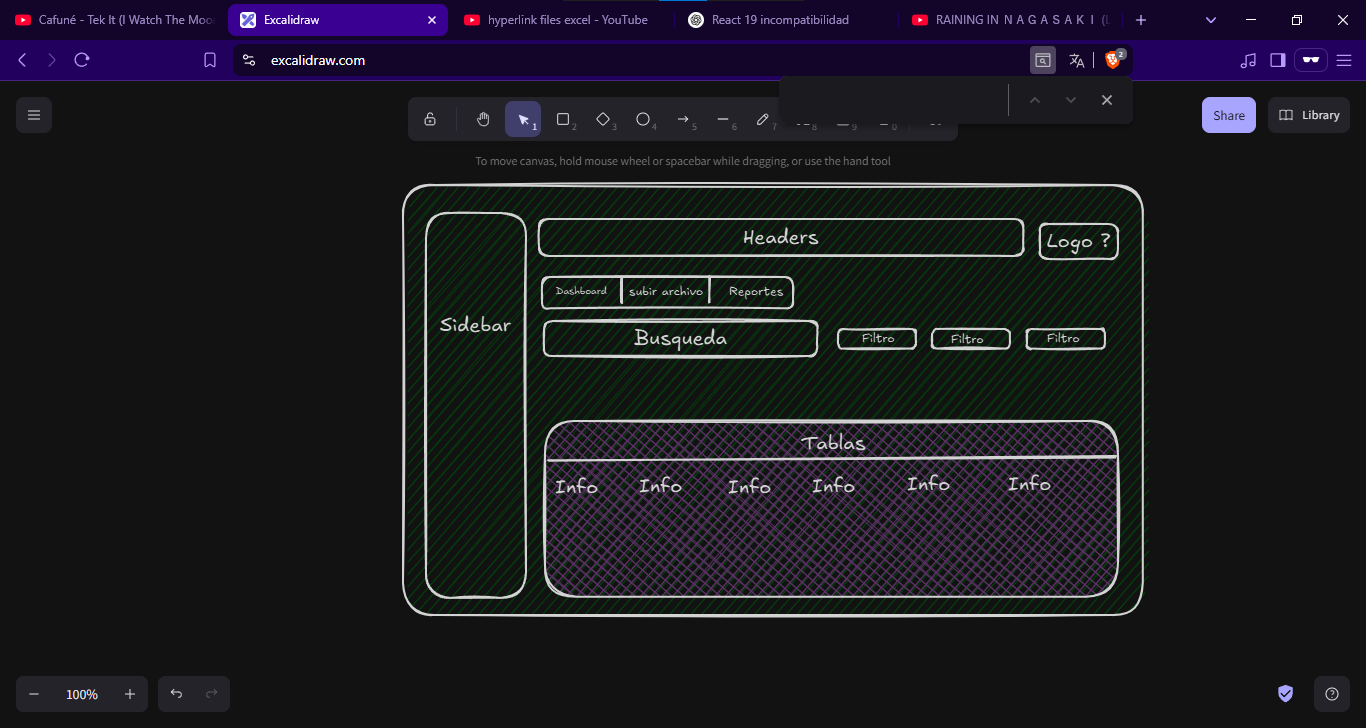 Cafuné - Tek It (I Watch The Moo
Excalidraw
hyperlink files excel - YouTube
React 19 incompatibilidad
RAINING IN N A G A S A K I (L
excalidraw.com
2
1
2
3
4
5
6
7
8
9
0
Share
Library
To move canvas, hold mouse wheel or spacebar while dragging, or use the hand tool
Headers
Logo ?
Dashboard
subir archivo
Reportes
Sidebar
Busqueda
Filtro
Filtro
Filtro
Tablas
Info
Info
Info
Info
Info
Info
100%